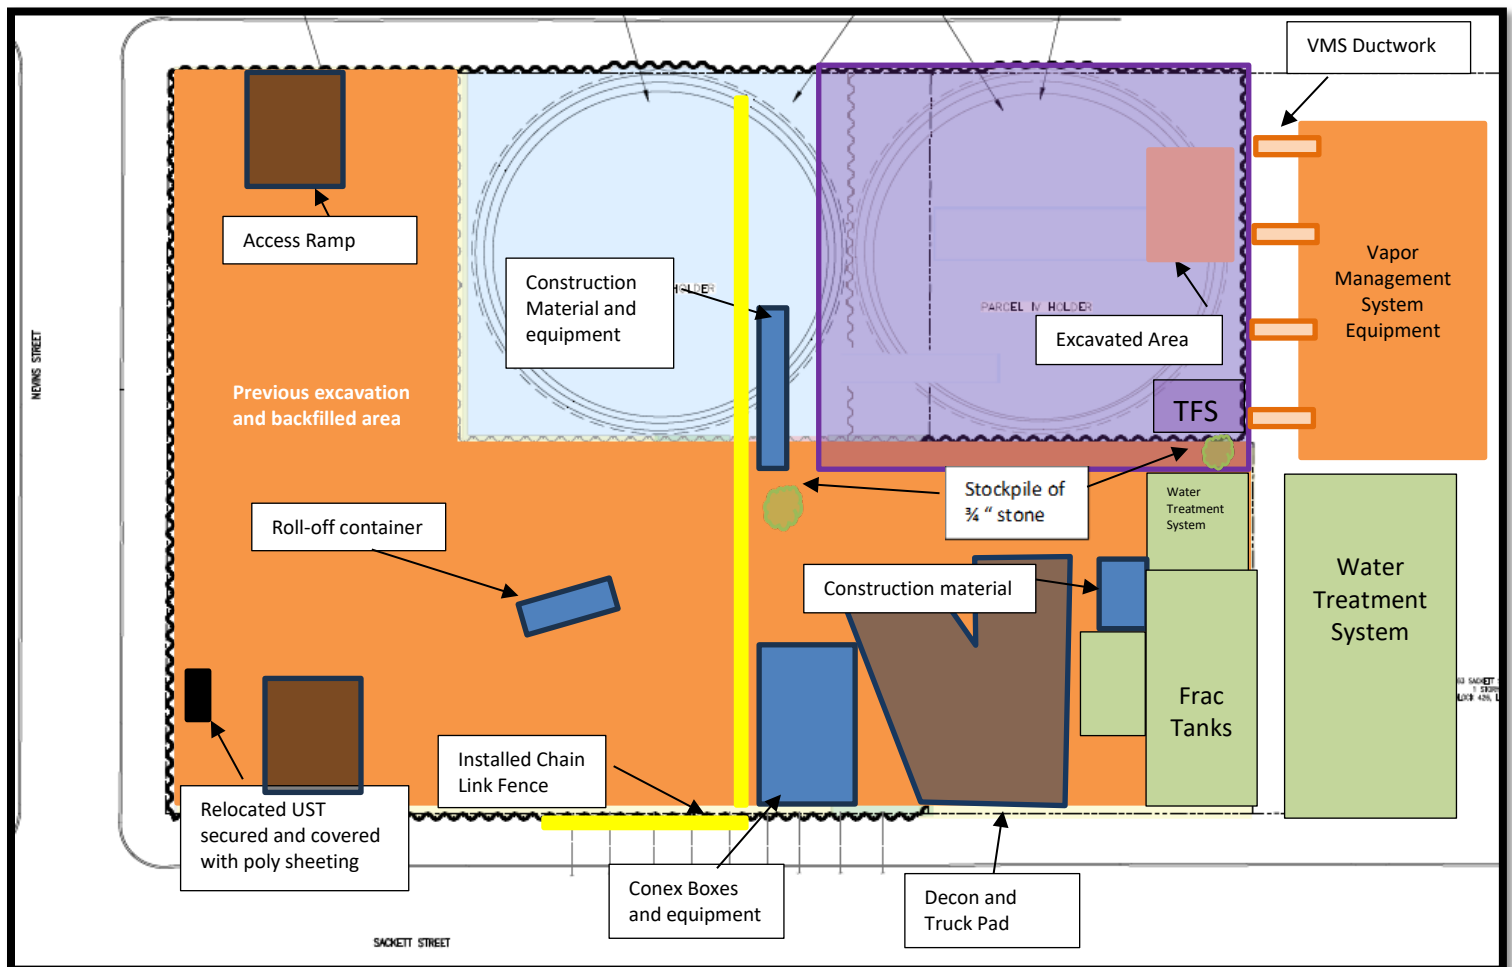 VMS Ductwork
Access Ramp
Construction
Material and
equipment
HOLDER
PARCEL IV HOLDER
Excavated Area
Vapor
Management
System
Equipment
NEVINS STREET
Previous excavation
and backfilled area
TFS
Stockpile of
¾ “ stone
Water
Treatment
System
Roll-off container
Construction material
Water
Treatment
System
Frac
Tanks
SACKETT
1 STOR
Installed Chain
Link Fence
Relocated UST
secured and covered
with poly sheeting
Conex Boxes
and equipment
Decon and
Truck Pad
SACKETT STREET